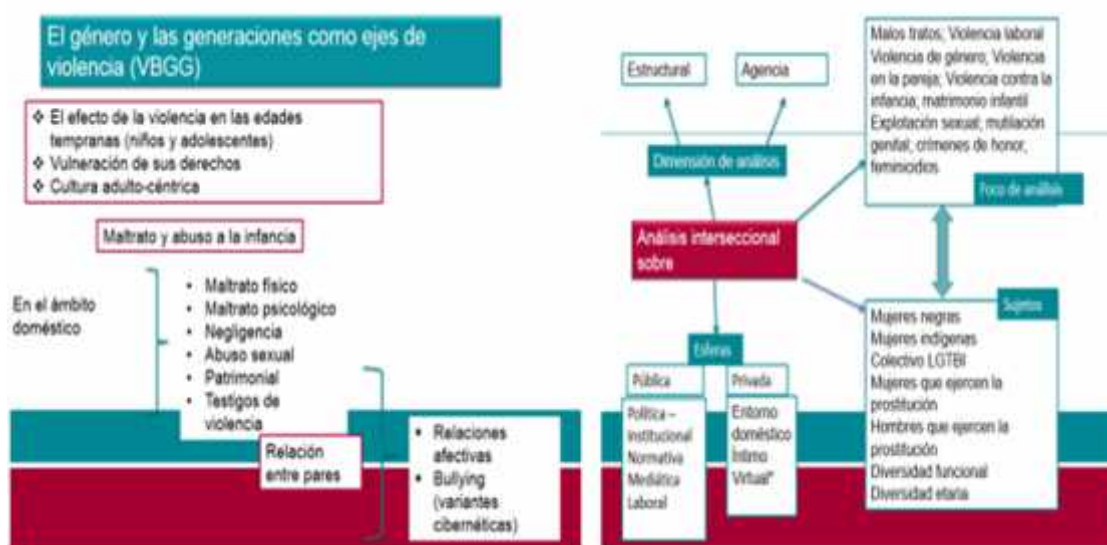 El género y las generaciones como ejes de
violencia (VBGG)
❖ El efecto de la violencia en las edades
tempranas (niños y adolescentes)
❖ Vulneración de sus derechos
❖ Cultura adulto-céntrica
Maltrato y abuso a la infancia
En el ámbito
doméstico
• Maltrato físico
• Maltrato psicológico
• Negligencia
• Abuso sexual
• Patrimonial
• Testigos de
violencia
Relación
entre pares
• Relaciones
afectivas
• Bullying
(variantes
cibernéticas)
Estructural
Agencia
Dimensión de análisis
Malos tratos; Violencia laboral
Violencia de género; Violencia
en la pareja; Violencia contra la
infancia; matrimonio infantil
Explotación sexual; mutilación
genital, crímenes de honor,
feminicidios
Foco de análisis
Análisis interseccional
sobre
Sujetos
Mujeres negras
Mujeres indígenas
Colectivo LGTBI
Mujeres que ejercen la
prostitución
Hombres que ejercen la
prostitución
Diversidad funcional
Diversidad etaria
Esferas
Pública
Política –
Institucional
Normativa
Mediática
Laboral
Privada
Entorno
doméstico
Íntimo
Virtual*